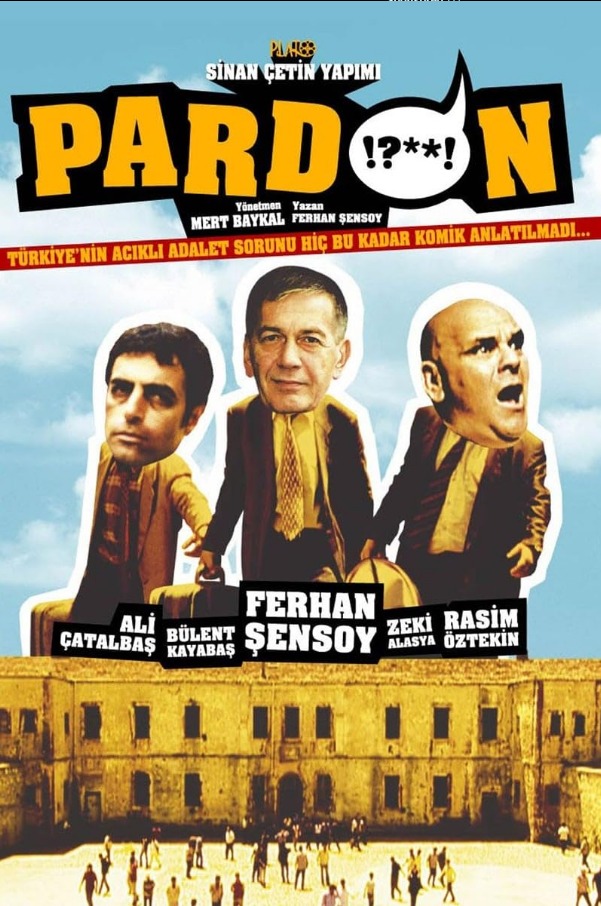 PLATO
SİNAN ÇETİN YAPIMI
PARDON
!?**!
Yönetmen
MERT BAYKAL
Yazan
FERHAN ŞENSOY
TÜRKİYE'NİN ACIKLI ADALET SORUNU HİÇ BU KADAR KOMİK ANLATILMADI...
ALİ
ÇATALBAŞ
BÜLENT
KAYABAŞ
FERHAN
ŞENSOY
ZEKİ
ALASYA
RASİM
ÖZTEKİN